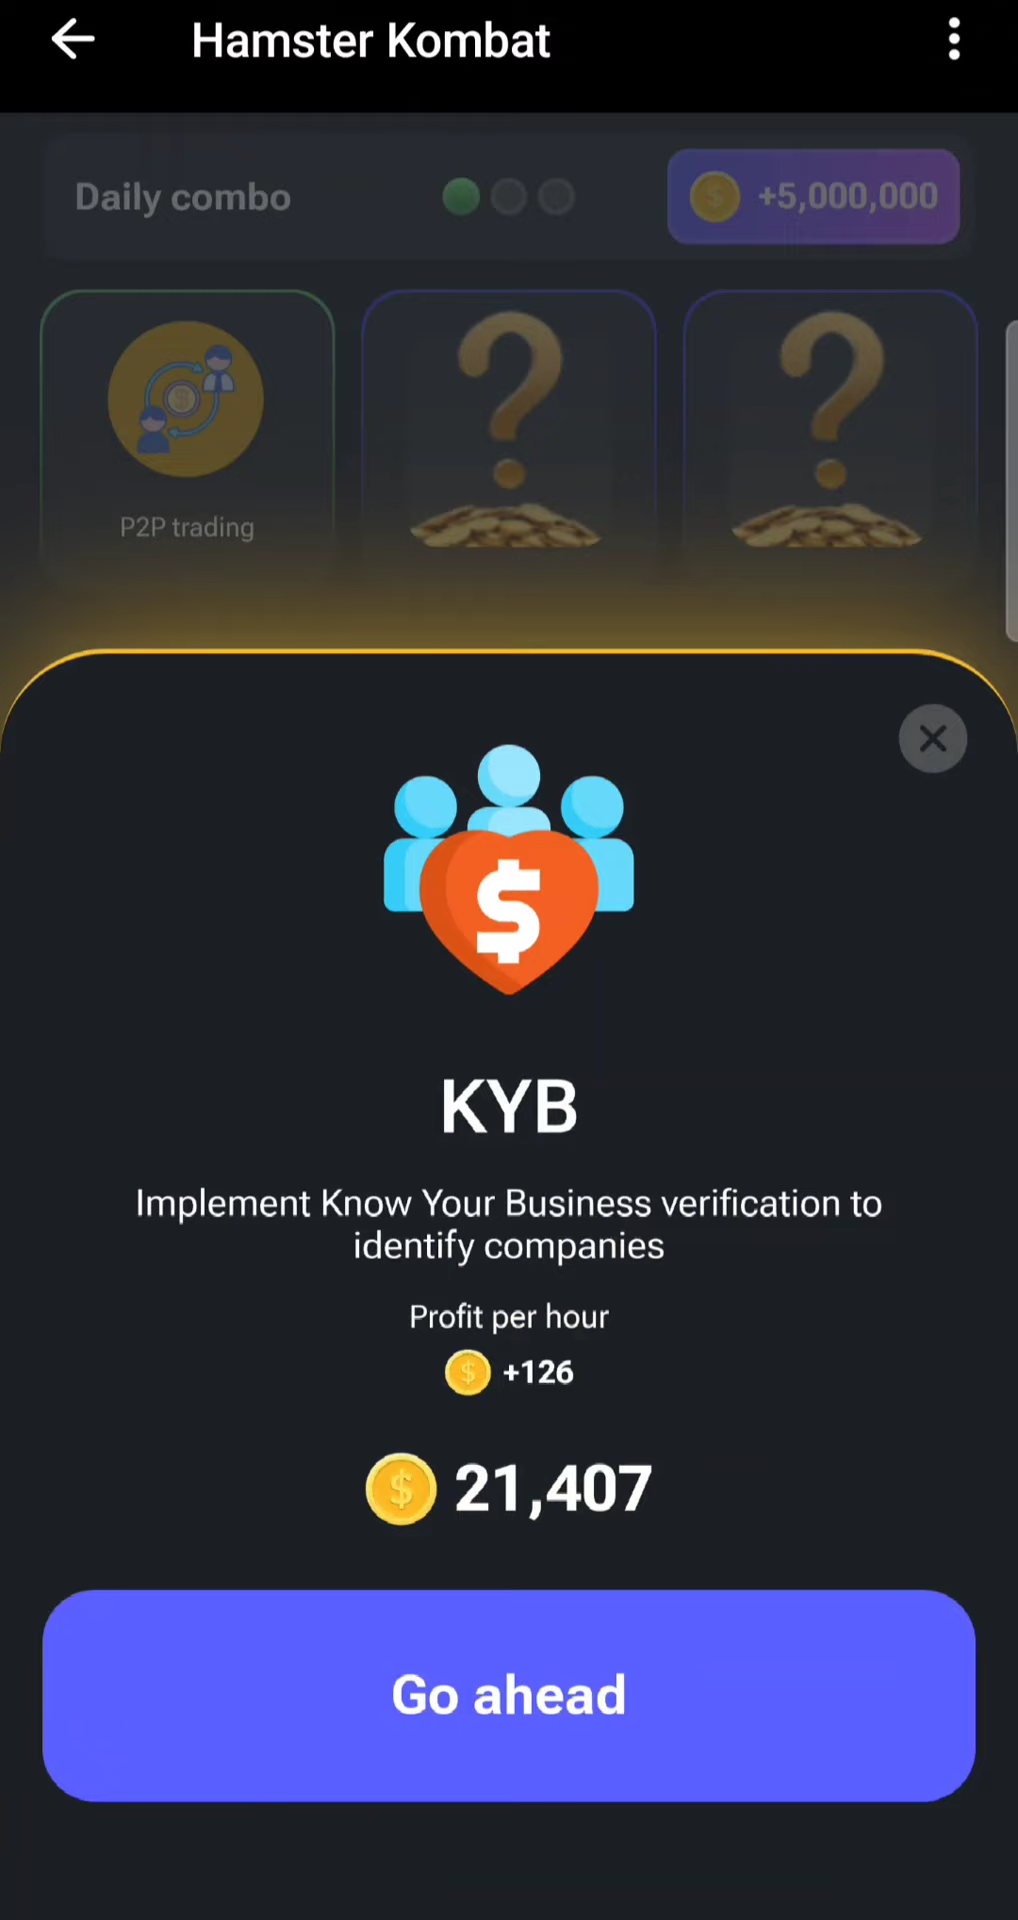 Hamster Kombat
Daily combo
+5,000,000
P2P trading
KYB
Implement Know Your Business verification to
identify companies
Profit per hour
+126
21,407
Go ahead